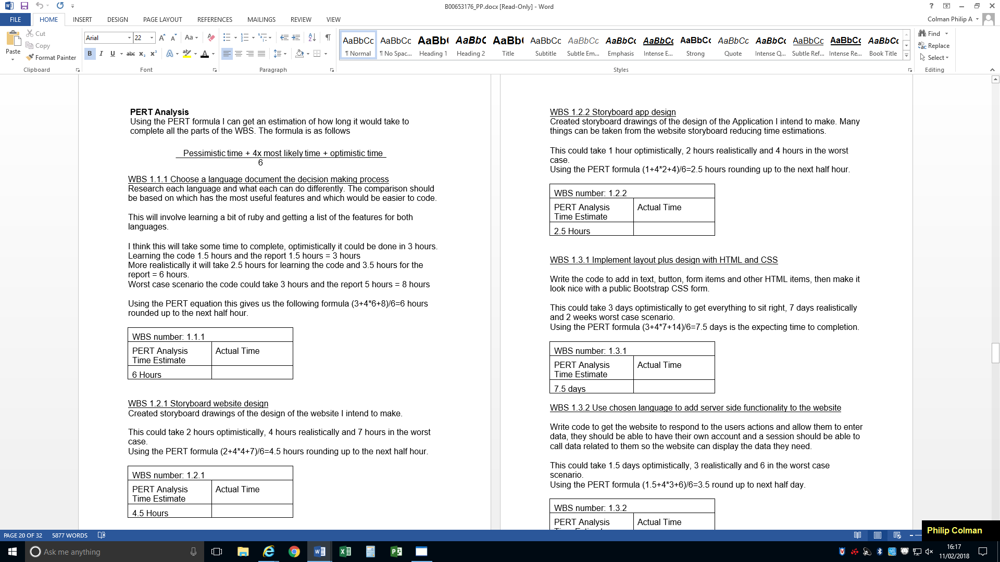 B00653176_PP.docx [Read-Only] - Word
FILE HOME INSERT DESIGN PAGE LAYOUT REFERENCES MAILINGS REVIEW VIEW
Colman Philip A
Paste
Cut
Copy
Format Painter
Clipboard
Arial 22
Font
Paragraph
AaBbCc AaBbCc AaBb( AaBbC AaBb( AaBbCc AaBbCc AaBbCc AaBbCc AaBbCc AaBbCc AaBbCc AaBbCc AaBbCc AaBbCc
¶ Normal ¶ No Spac... Heading 1 Heading 2 Title Subtitle Subtle Em... Emphasis Intense E... Strong Quote Intense Q... Subtle Ref... Intense Re... Book Title
Styles
Find
Replace
Select
Editing
PERT Analysis
Using the PERT formula I can get an estimation of how long it would take to
complete all the parts of the WBS. The formula is as follows
Pessimistic time + 4x most likely time + optimistic time
6
WBS 1.1.1 Choose a language document the decision making process
Research each language and what each can do differently. The comparison should
be based on which has the most useful features and which would be easier to code.
This will involve learning a bit of ruby and getting a list of the features for both
languages.
I think this will take some time to complete, optimistically it could be done in 3 hours.
Learning the code 1.5 hours and the report 1.5 hours = 3 hours
More realistically it will take 2.5 hours for learning the code and 3.5 hours for the
report = 6 hours.
Worst case scenario the code could take 3 hours and the report 5 hours = 8 hours
Using the PERT equation this gives us the following formula (3+4*6+8)/6=6 hours
rounded up to the next half hour.
WBS number: 1.1.1
PERT Analysis
Time Estimate
Actual Time
6 Hours
WBS 1.2.1 Storyboard website design
Created storyboard drawings of the design of the website I intend to make.
This could take 2 hours optimistically, 4 hours realistically and 7 hours in the worst
case.
Using the PERT formula (2+4*4+7)/6=4.5 hours rounding up to the next half hour.
WBS number: 1.2.1
PERT Analysis
Time Estimate
Actual Time
4.5 Hours
WBS 1.2.2 Storyboard app design
Created storyboard drawings of the design of the Application I intend to make. Many
things can be taken from the website storyboard reducing time estimations.
This could take 1 hour optimistically, 2 hours realistically and 4 hours in the worst
case.
Using the PERT formula (1+4*2+4)/6=2.5 hours rounding up to the next half hour.
WBS number: 1.2.2
PERT Analysis
Time Estimate
Actual Time
2.5 Hours
WBS 1.3.1 Implement layout plus design with HTML and CSS
Write the code to add in text, button, form items and other HTML items, then make it
look nice with a public Bootstrap CSS form.
This could take 3 days optimistically to get everything to sit right, 7 days realistically
and 2 weeks worst case scenario.
Using the PERT formula (3+4*7+14)/6=7.5 days is the expecting time to completion.
WBS number: 1.3.1
PERT Analysis
Time Estimate
Actual Time
7.5 days
WBS 1.3.2 Use chosen language to add server side functionality to the website
Write code to get the website to respond to the users actions and allow them to enter
data, they should be able to have their own account and a session should be able to
call data related to them so the website can display the data they need.
This could take 1.5 days optimistically, 3 realistically and 6 in the worst case
scenario.
Using the PERT formula (1.5+4*3+6)/6=3.5 round up to next half day.
WBS number: 1.3.2
PERT Analysis
Actual Time
PAGE 20 OF 32 5877 WORDS
Philip Colman
Ask me anything
16:17
11/02/2018